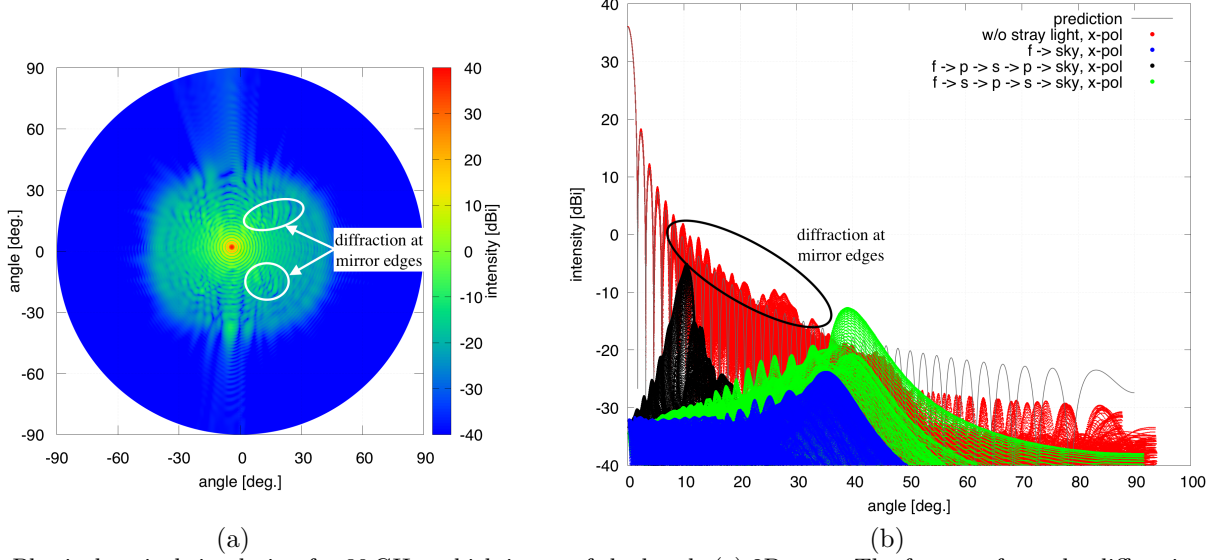 90
60
30
0
-30
-60
-90
angle [deg.]
-90
-60
-30
0
30
60
90
angle [deg.]
diffraction at
mirror edges
40
30
20
10
0
-10
-20
-30
-40
intensity [dBi]
(a)
40
30
20
10
0
-10
-20
-30
-40
intensity [dBi]
prediction
w/o stray light, x-pol
f -> sky, x-pol
f -> p -> s -> p -> sky, x-pol
f -> s -> p -> s -> sky, x-pol
diffraction at
mirror edges
0
10
20
30
40
50
60
70
80
90
100
angle [deg.]
(b)